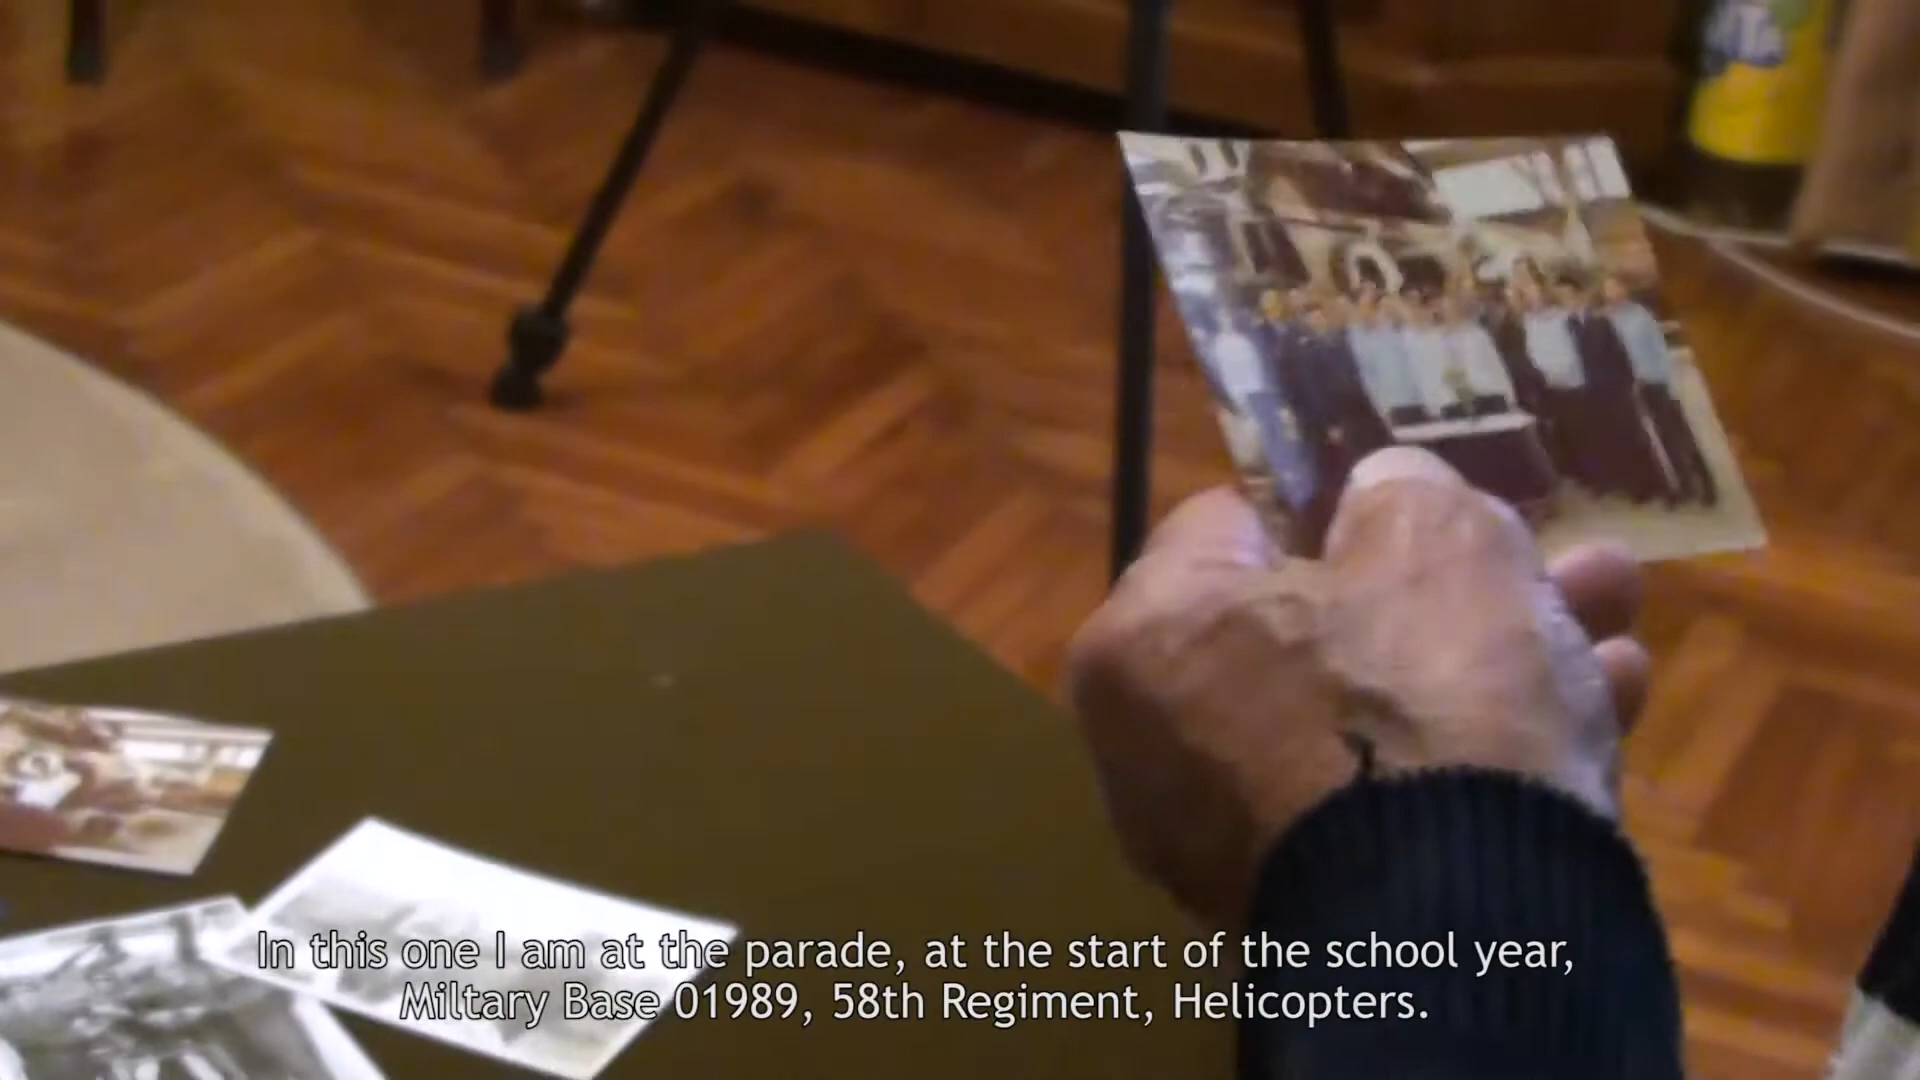 In this one I am at the parade, at the start of the school year,
Miltary Base 01989, 58th Regiment, Helicopters.